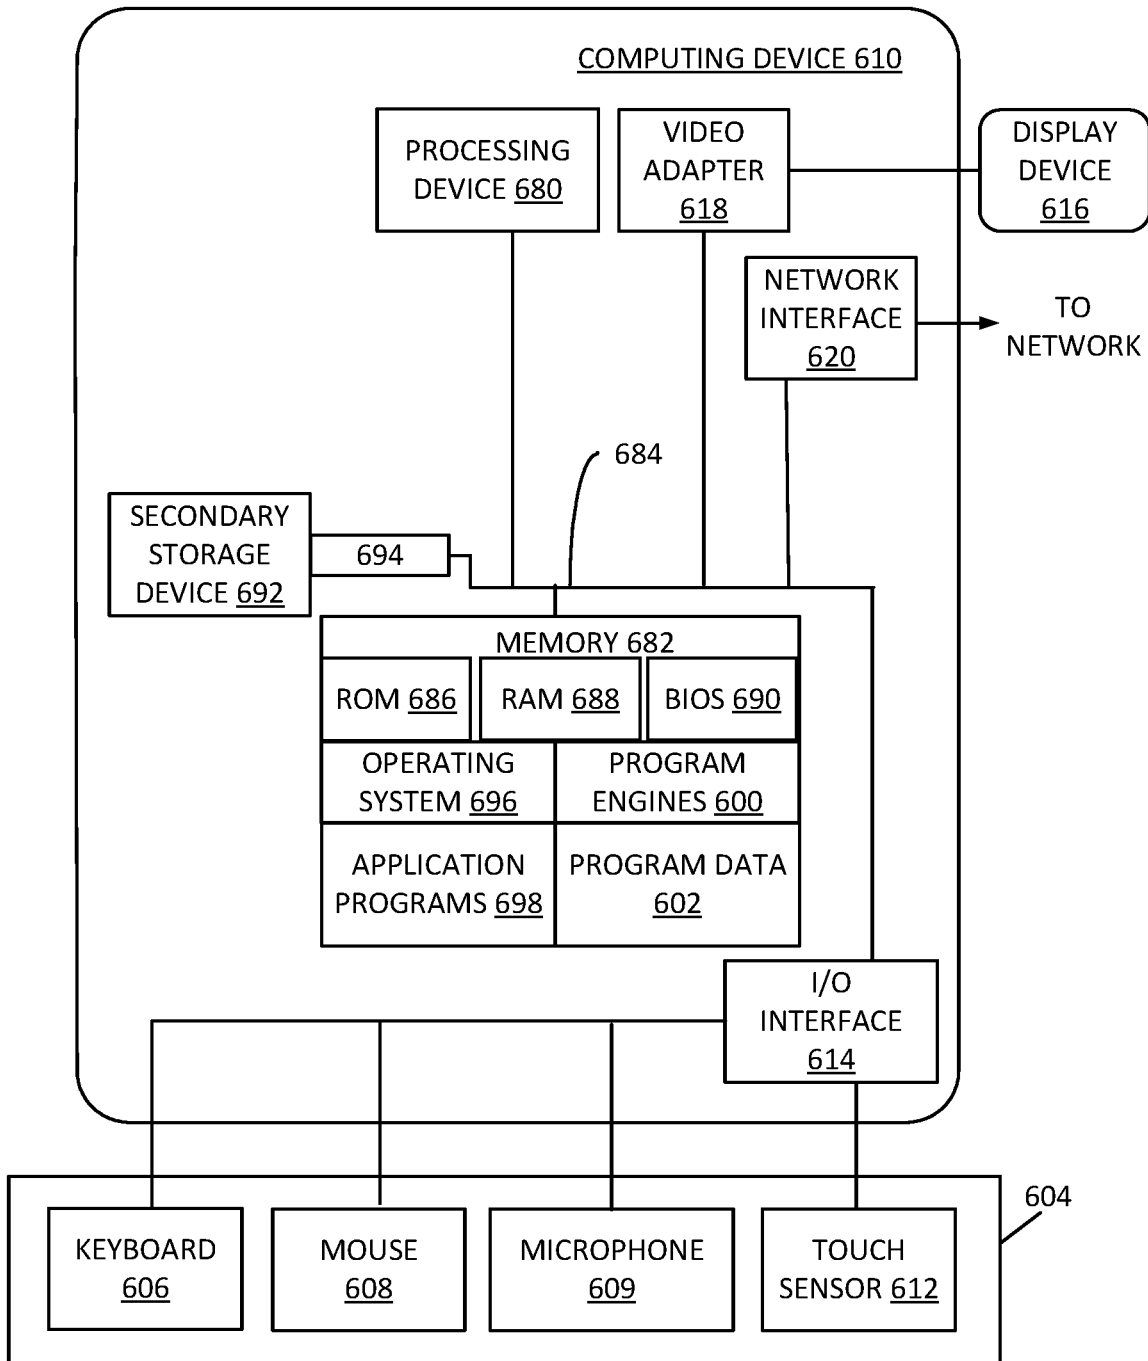 COMPUTING DEVICE 610
PROCESSING
DEVICE 680
VIDEO
ADAPTER
618
DISPLAY
DEVICE
616
NETWORK
INTERFACE
620
TO
NETWORK
684
SECONDARY
STORAGE
DEVICE 692
694
MEMORY 682
ROM 686
RAM 688
BIOS 690
OPERATING
SYSTEM 696
PROGRAM
ENGINES 600
APPLICATION
PROGRAMS 698
PROGRAM DATA
602
I/O
INTERFACE
614
604
KEYBOARD
606
MOUSE
608
MICROPHONE
609
TOUCH
SENSOR 612